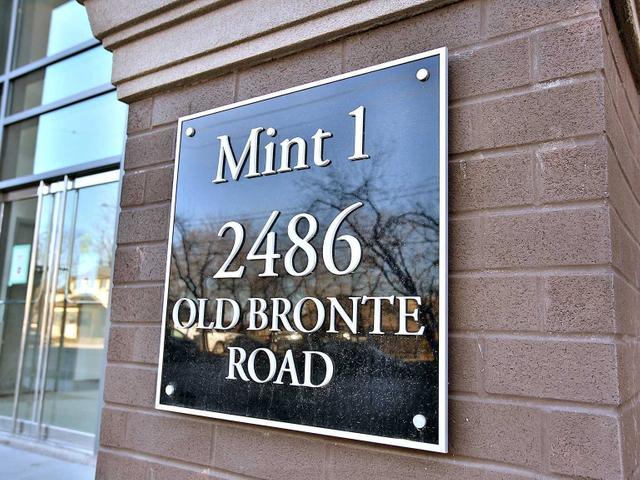 Mint 1
2486
OLD BRONTE
ROAD